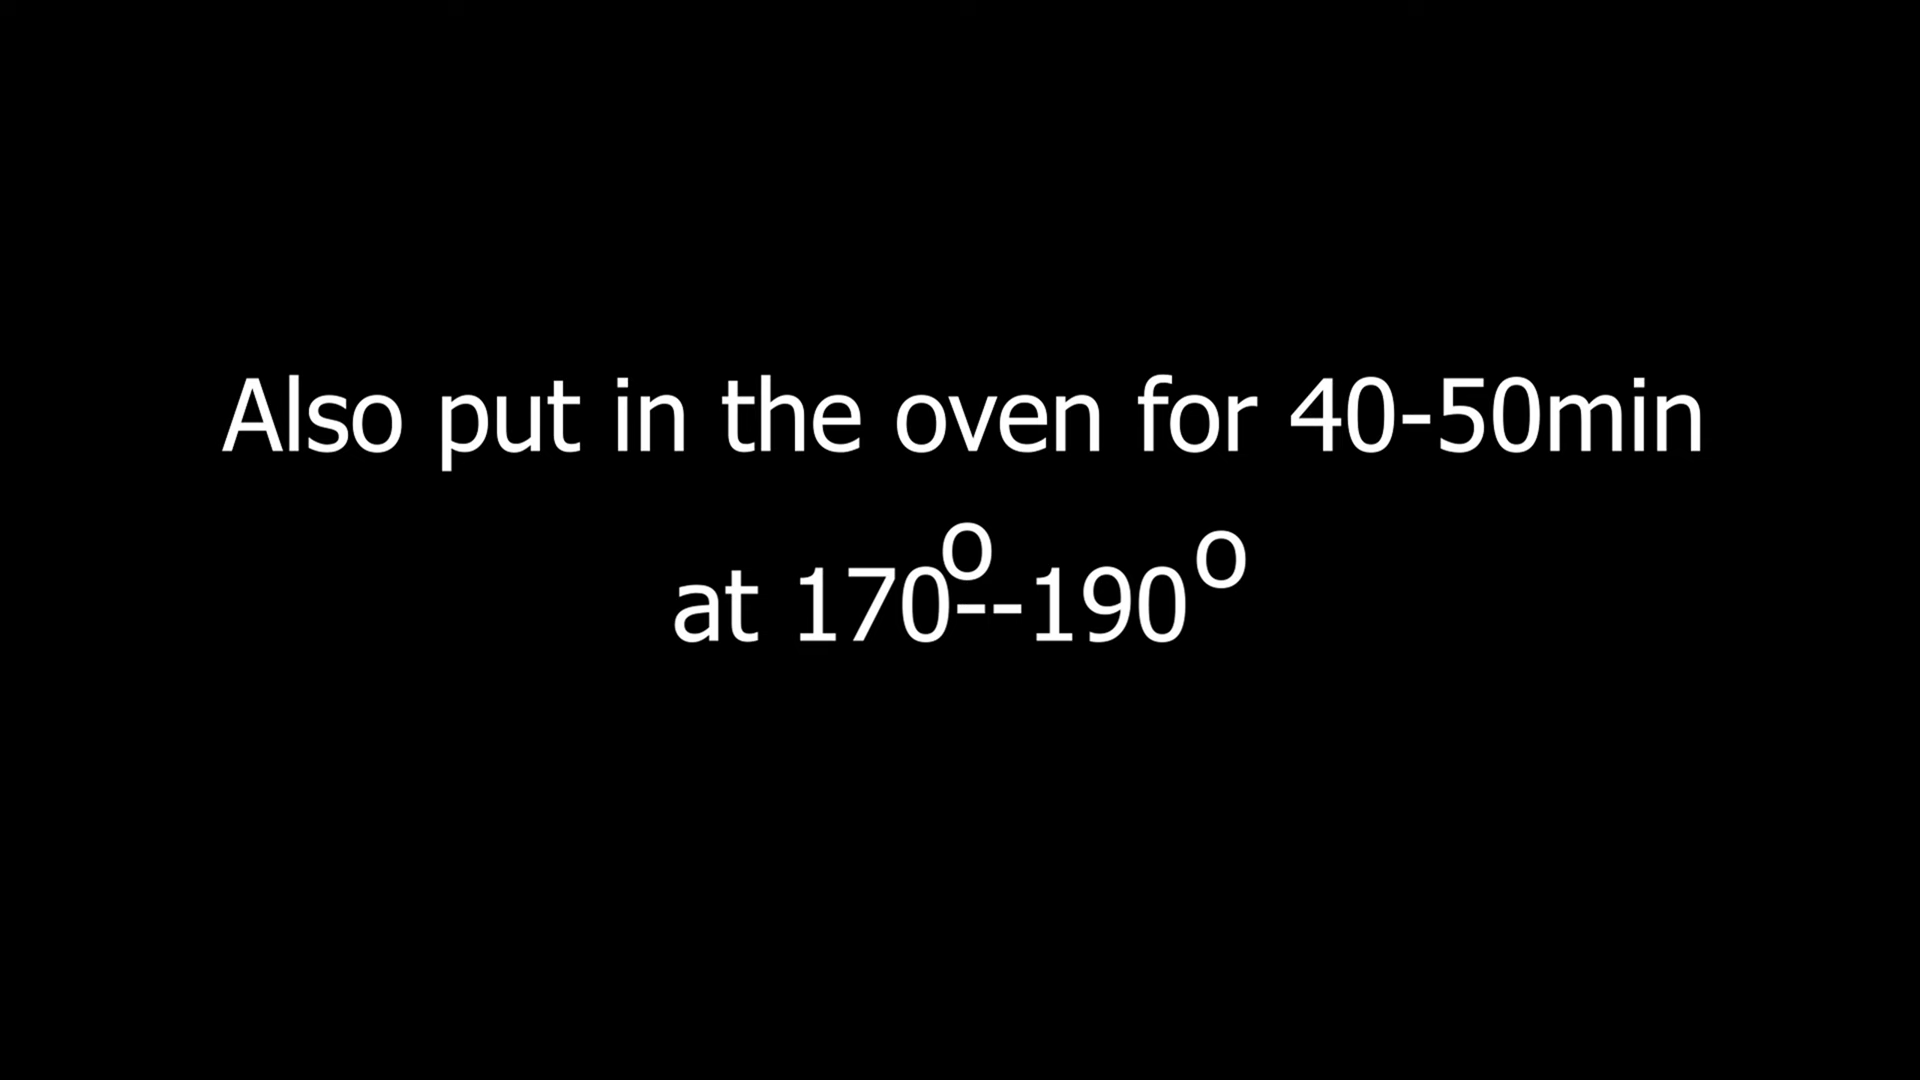 Also put in the oven for 40-50min
at 170º--190º